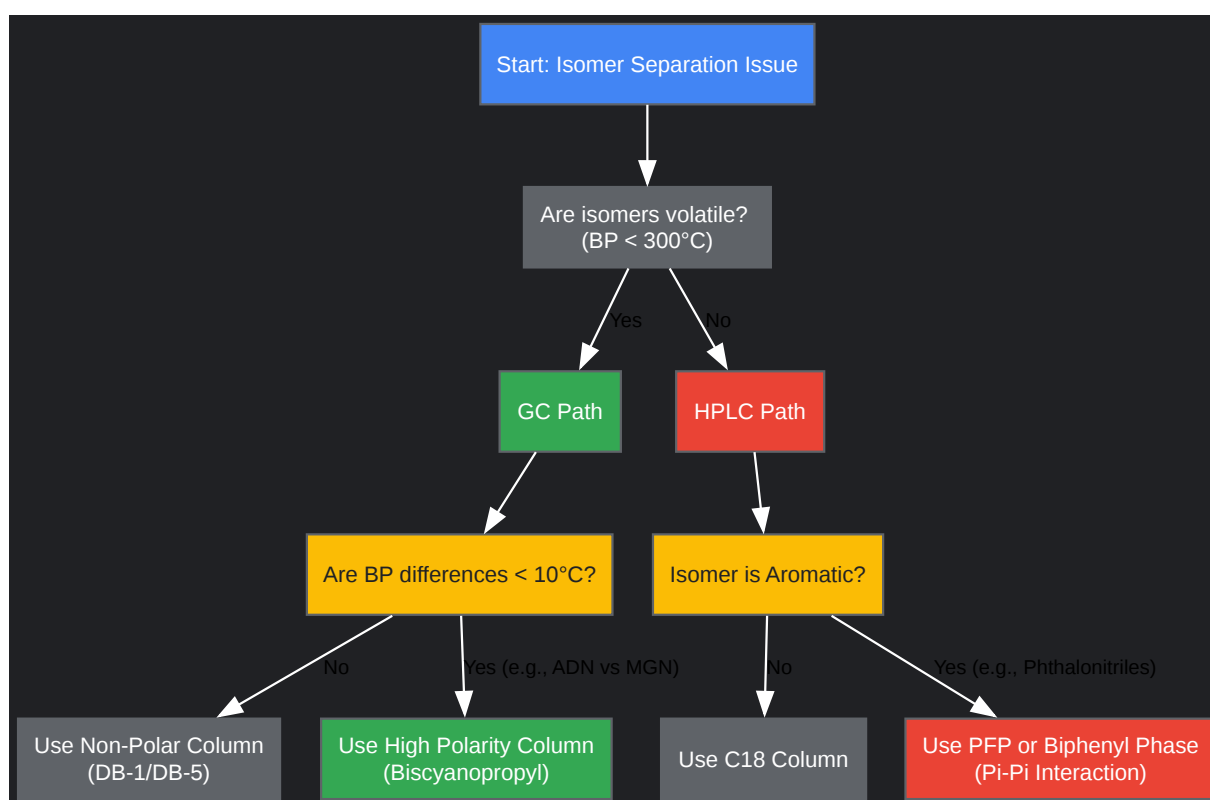 Start: Isomer Separation Issue
Are isomers volatile?
(BP < 300°C)
Yes
No
GC Path
HPLC Path
Are BP differences < 10°C?
Isomer is Aromatic?
No
Yes (e.g., ADN vs MGN)
No
Yes (e.g., Phthalonitriles)
Use Non-Polar Column
(DB-1/DB-5)
Use High Polarity Column
(Biscyanopropyl)
Use C18 Column
Use PFP or Biphenyl Phase
(Pi-Pi Interaction)